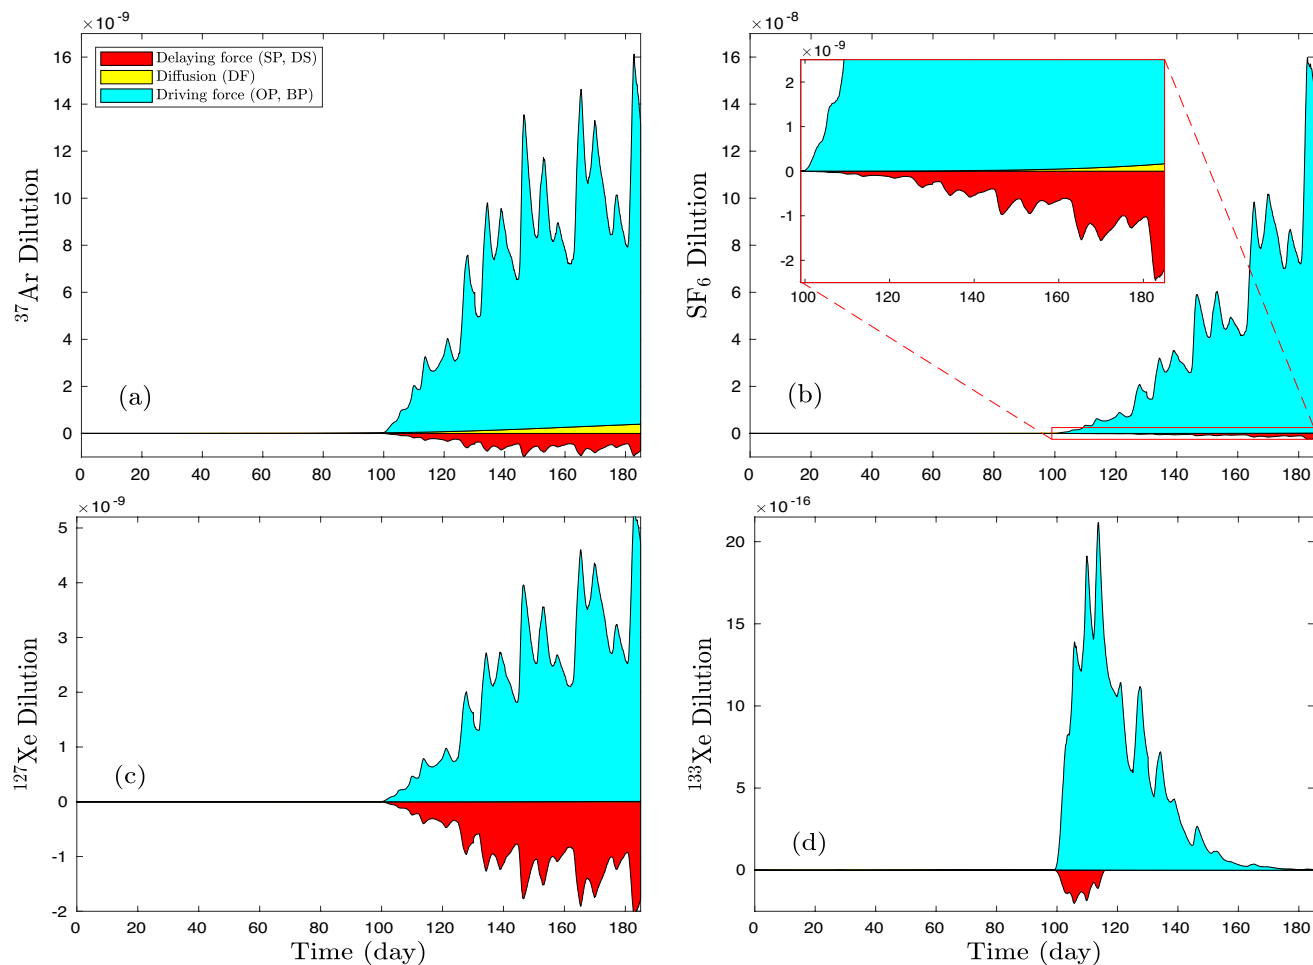 ×10 -9
16
14
12
10
8
6
4
2
0
37Ar Dilution
Delaying force (SP, DS)
Diffusion (DF)
Driving force (OP, BP)
(a)
0 20 40 60 80 100 120 140 160 180
×10 -8
16
14
12
10
8
6
4
2
0
SF6 Dilution
×10 -9
2
1
0
-1
-2
100 120 140 160 180
(b)
0 20 40 60 80 100 120 140 160 180
×10 -9
5
4
3
2
1
0
-1
-2
127Xe Dilution
(c)
0 20 40 60 80 100 120 140 160 180
Time (day)
×10 -16
20
15
10
5
0
133Xe Dilution
(d)
0 20 40 60 80 100 120 140 160 180
Time (day)